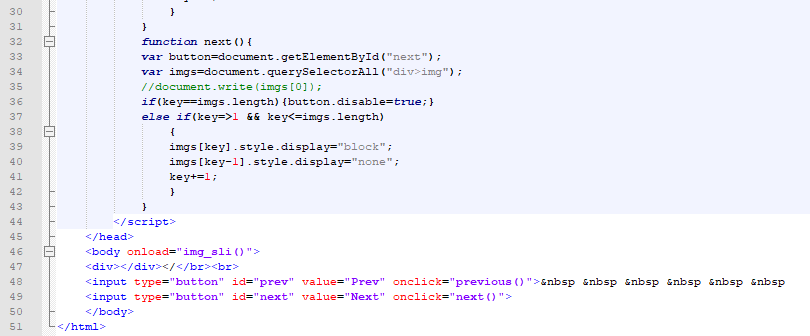 30 }
31 }
32 function next(){
33 var button=document.getElementById("next");
34 var imgs=document.querySelectorAll("div>img");
35 //document.write(imgs[0]);
36 if(key==imgs.length){button.disable=true;}
37 else if(key=>1 && key<=imgs.length)
38 {
39 imgs[key].style.display="block";
40 imgs[key-1].style.display="none";
41 key+=1;
42 }
43 }
44 </script>
45 </head>
46 <body onload="img_sli()">
47 <div></div></</br><br>
48 <input type="button" id="prev" value="Prev" onclick="previous()">&nbsp &nbsp &nbsp &nbsp &nbsp &nbsp
49 <input type="button" id="next" value="Next" onclick="next()">
50 </body>
51 </html>